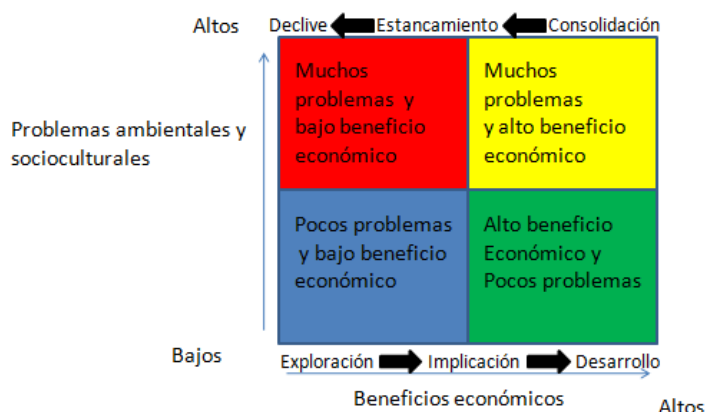 Altos
Declive Estancamiento Consolidación
Muchos
problemas y
bajo beneficio
económico
Muchos
problemas
y alto beneficio
económico
Problemas ambientales y
socioculturales
Pocos problemas
y bajo beneficio
económico
Alto beneficio
Económico y
Pocos problemas
Bajos
Exploración Implicación Desarrollo
Beneficios económicos
Altos